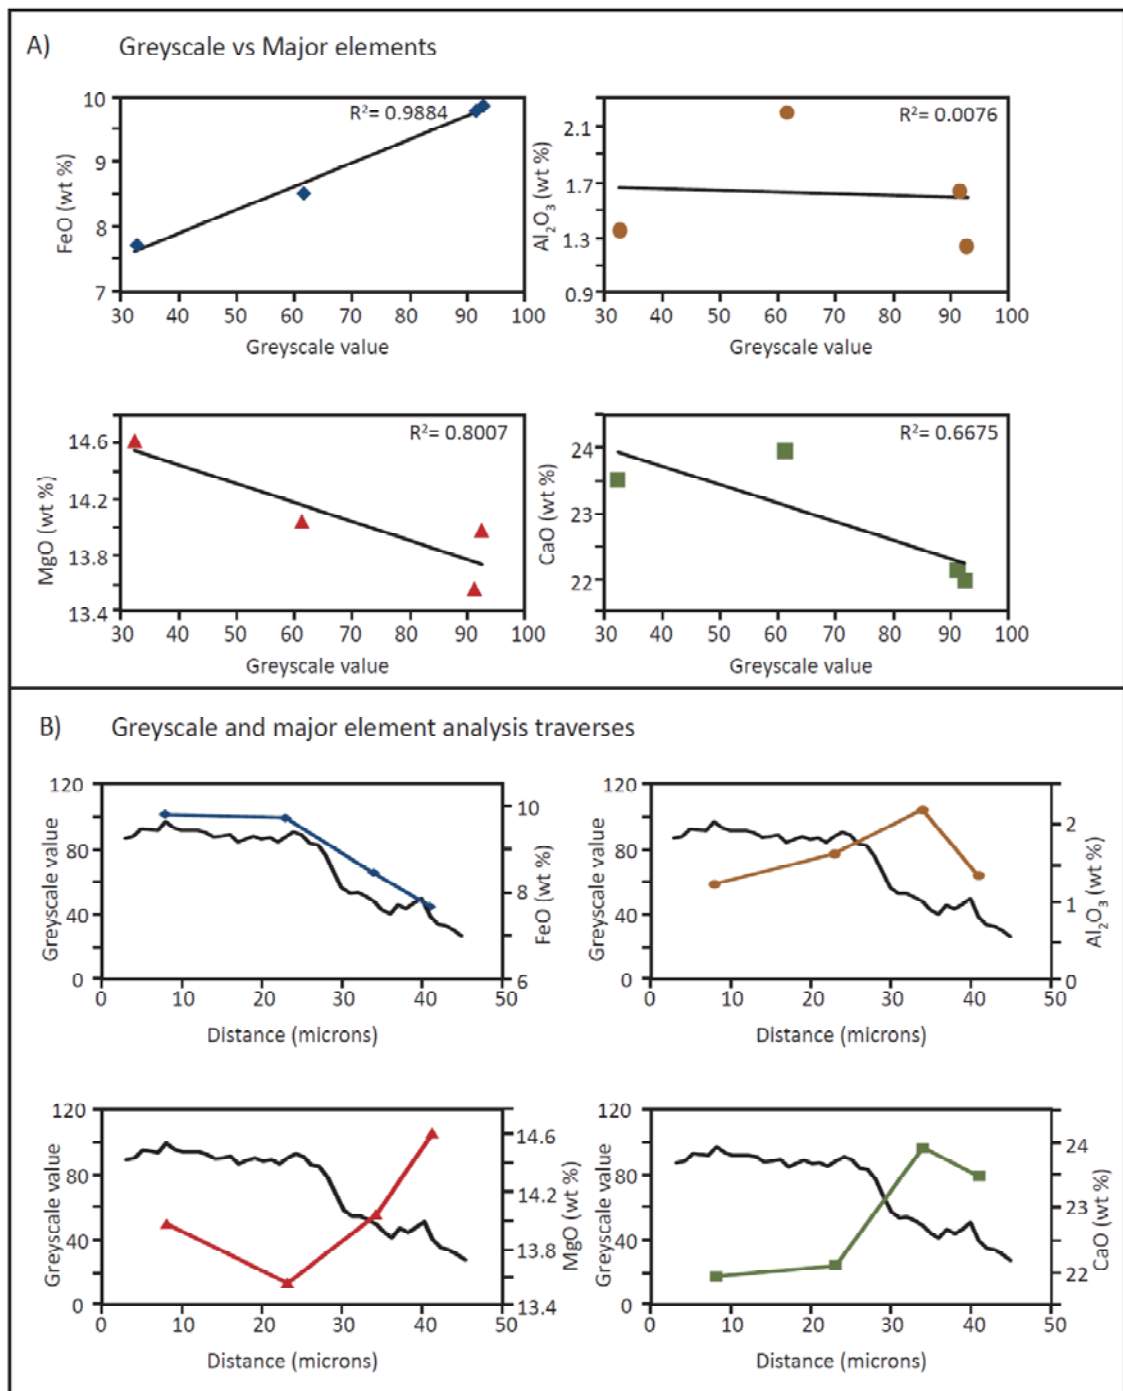 A) Greyscale vs Major elements
R²= 0.9884
FeO (wt %)
10
9
8
7
30 40 50 60 70 80 90 100
Greyscale value
R²= 0.0076
Al₂O₃ (wt %)
2.1
1.7
1.3
0.9
30 40 50 60 70 80 90 100
Greyscale value
R²= 0.8007
MgO (wt %)
14.6
14.2
13.8
13.4
30 40 50 60 70 80 90 100
Greyscale value
R²= 0.6675
CaO (wt %)
24
23
22
30 40 50 60 70 80 90 100
Greyscale value
B) Greyscale and major element analysis traverses
Greyscale value
120
80
40
0
FeO (wt %)
10
8
6
0 10 20 30 40 50
Distance (microns)
Greyscale value
120
80
40
0
Al₂O₃ (wt %)
2
1
0
0 10 20 30 40 50
Distance (microns)
Greyscale value
120
80
40
0
MgO (wt %)
14.6
14.2
13.8
13.4
0 10 20 30 40 50
Distance (microns)
Greyscale value
120
80
40
0
CaO (wt %)
24
23
22
0 10 20 30 40 50
Distance (microns)